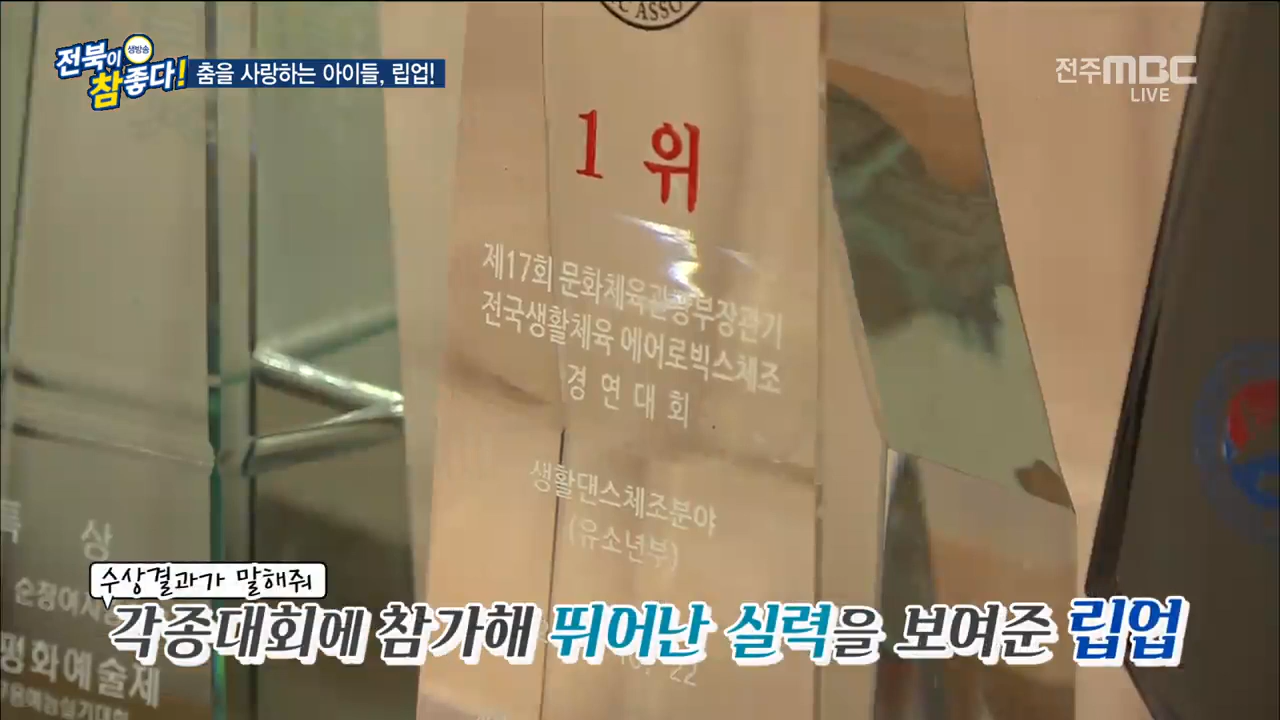 전북이 참좋다!
생방송
춤을 사랑하는 아이들, 립업!
전주MBC
LIVE
1 위
제17회 문화체육관광부장관기
전국생활체육 에어로빅스체조
경 연 대 회
생활댄스체조분야
(유소년부)
특 상
평화예술제
수상결과가 말해줘
각종대회에 참가해 뛰어난 실력을 보여준 립업